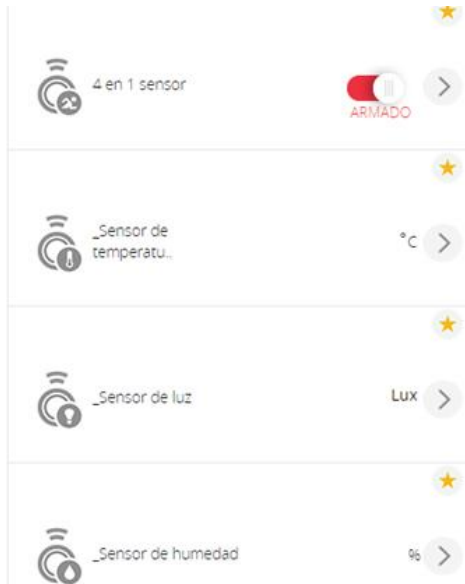 4 en 1 sensor
ARMADO
_Sensor de
temperatu..
°C
_Sensor de luz
Lux
_Sensor de humedad
%